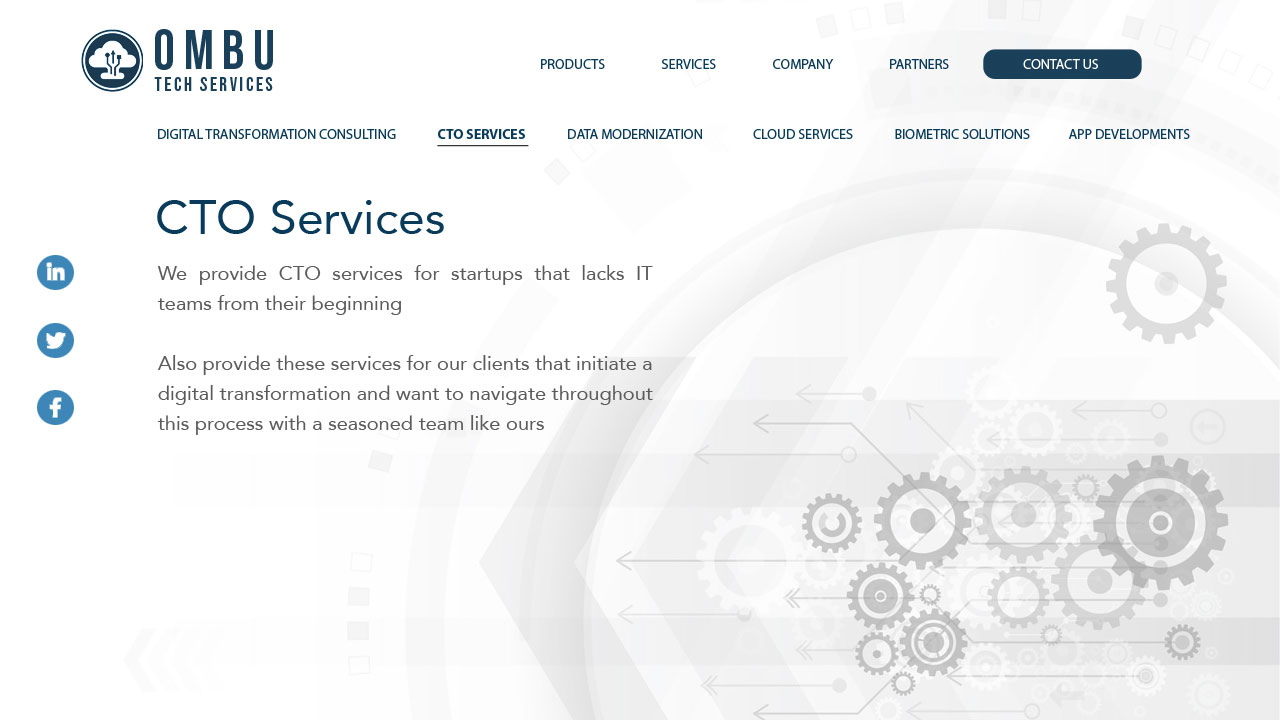 OMBU
TECH SERVICES
PRODUCTS SERVICES COMPANY PARTNERS CONTACT US
DIGITAL TRANSFORMATION CONSULTING CTO SERVICES DATA MODERNIZATION CLOUD SERVICES BIOMETRIC SOLUTIONS APP DEVELOPMENTS
CTO Services
We provide CTO services for startups that lacks IT
teams from their beginning
Also provide these services for our clients that initiate a
digital transformation and want to navigate throughout
this process with a seasoned team like ours